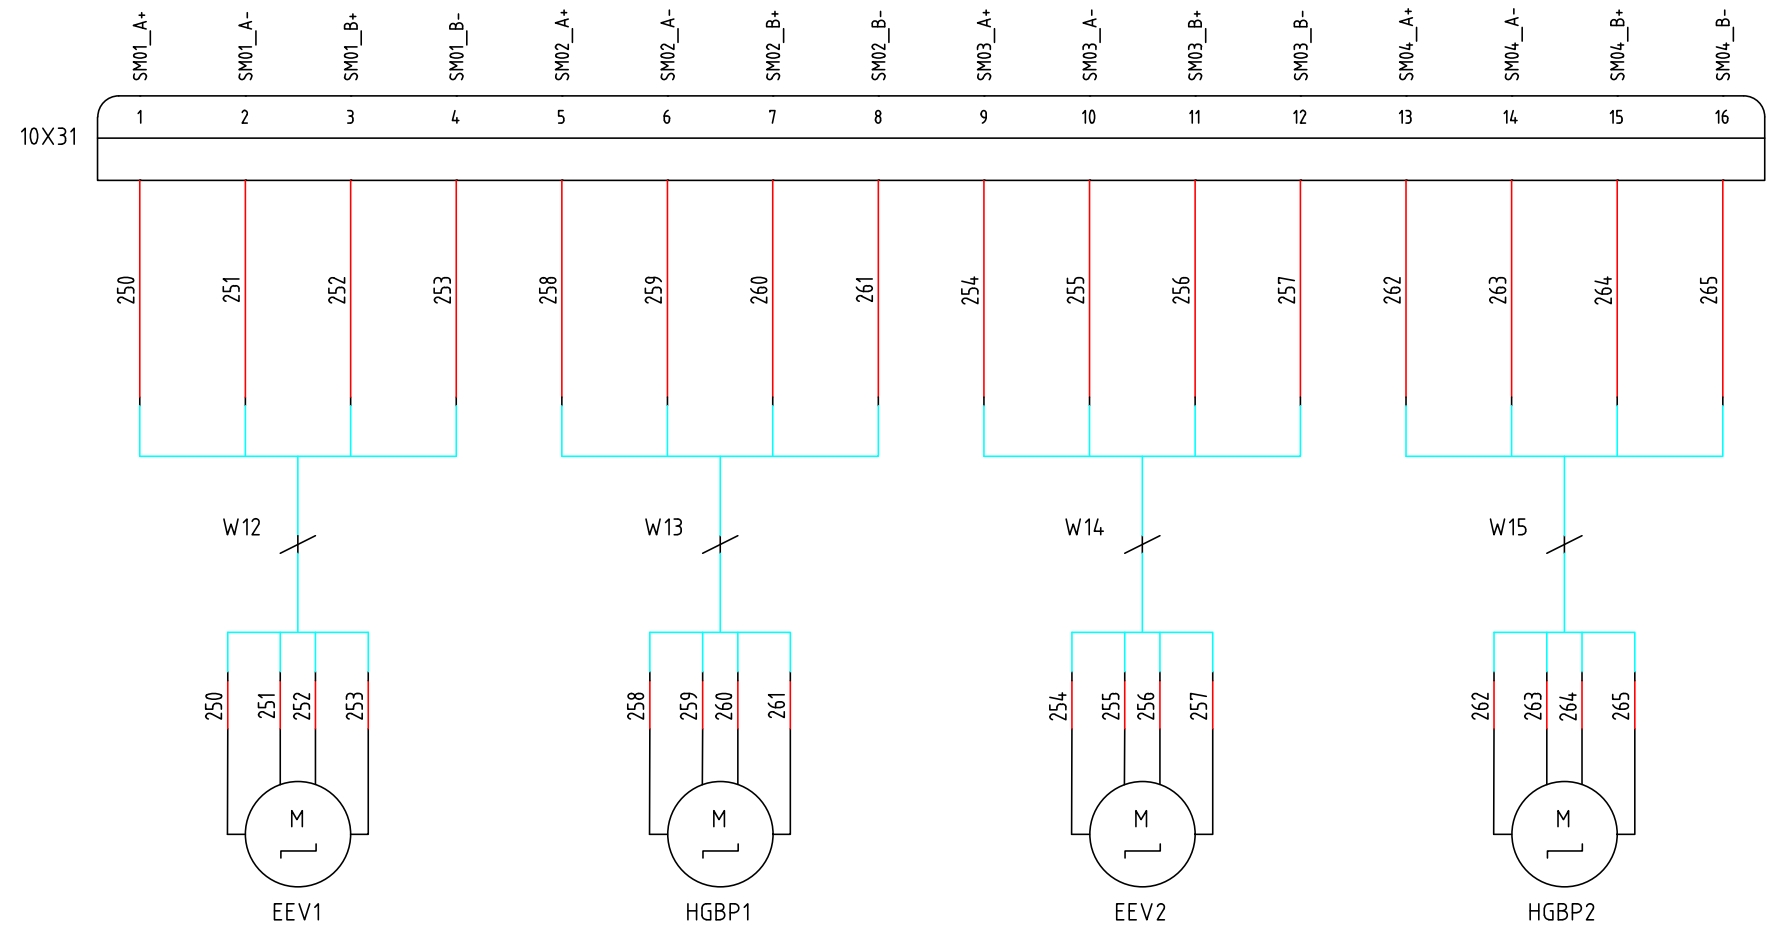 SM01_A+ SM01_A- SM01_B+ SM01_B- SM02_A+ SM02_A- SM02_B+ SM02_B- SM03_A+ SM03_A- SM03_B+ SM03_B- SM04_A+ SM04_A- SM04_B+ SM04_B-
1 2 3 4 5 6 7 8 9 10 11 12 13 14 15 16
10X31
250 251 252 253 258 259 260 261 254 255 256 257 262 263 264 265
W12 W13 W14 W15
250 251 252 253 258 259 260 261 254 255 256 257 262 263 264 265
M M M M
EEV1 HGBP1 EEV2 HGBP2